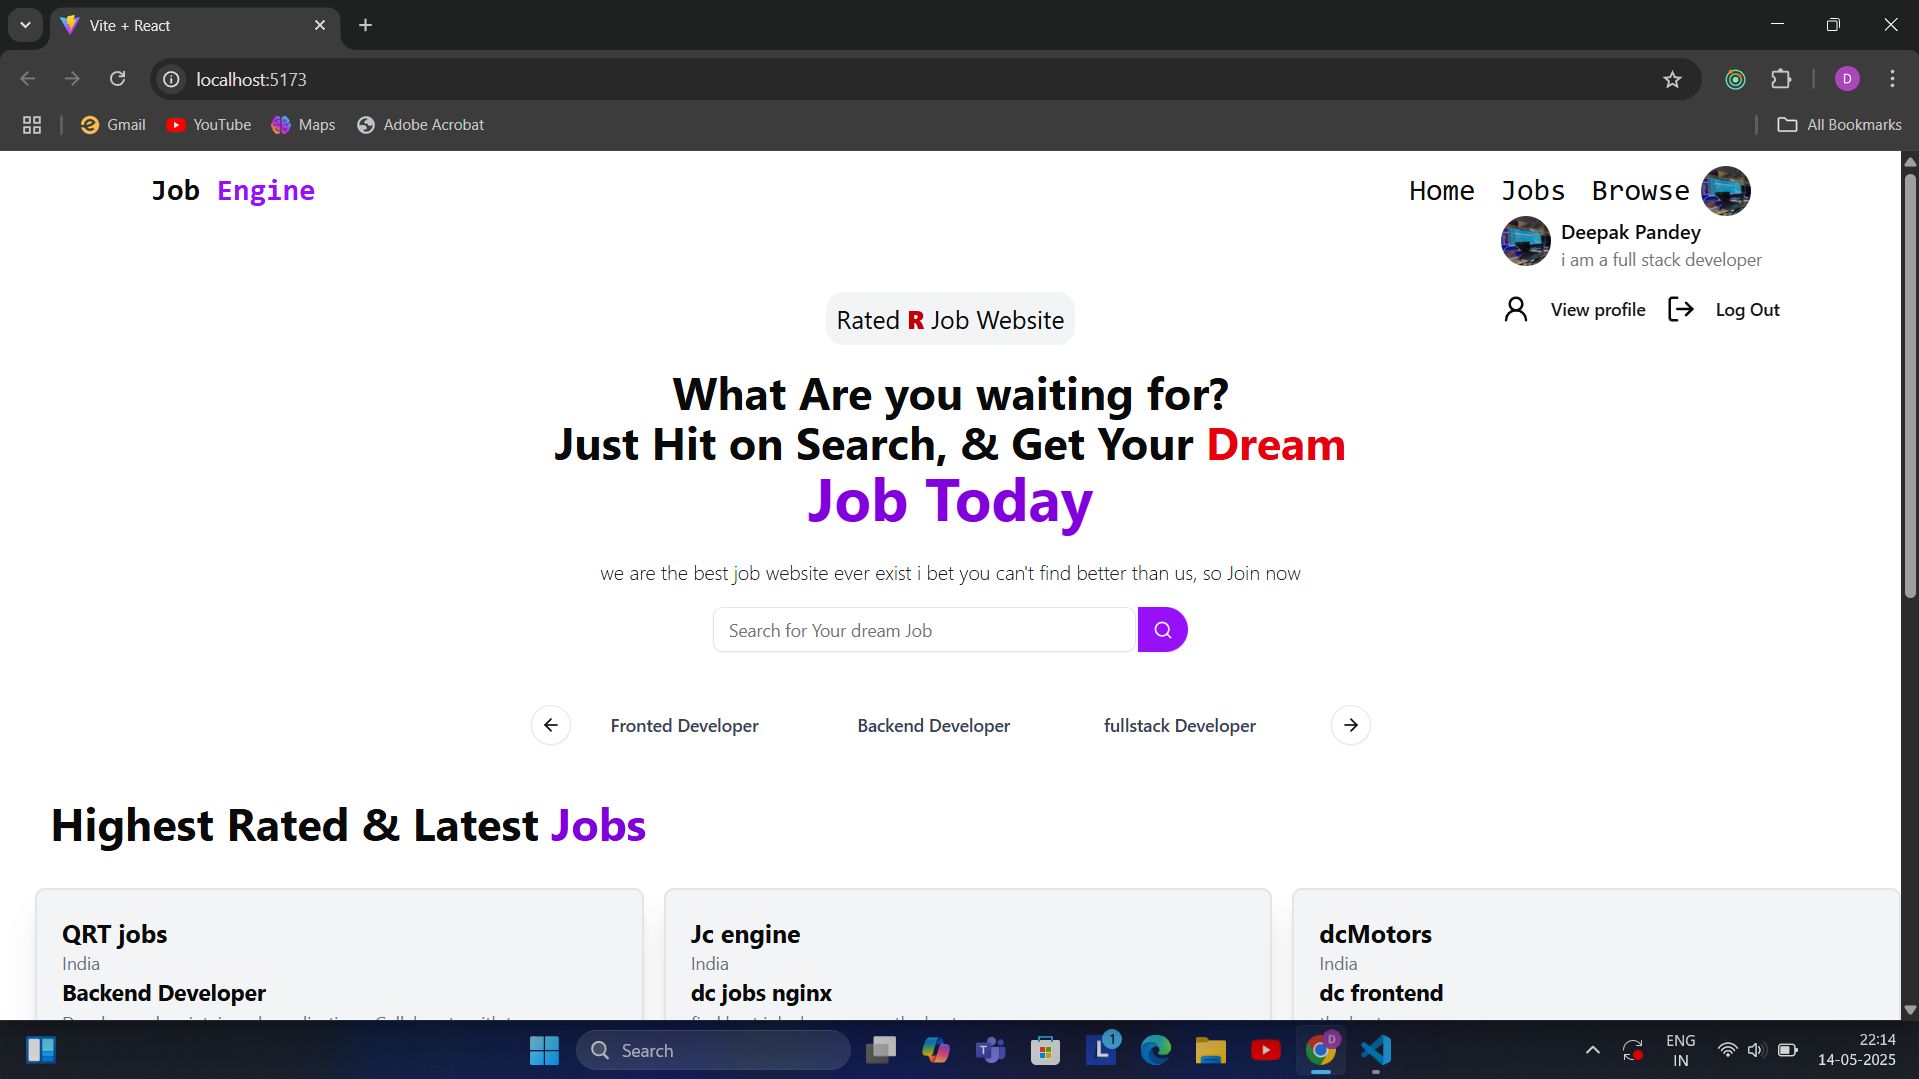 Vite + React
localhost:5173
D
Gmail
YouTube
Maps
Adobe Acrobat
All Bookmarks
Job Engine
Home Jobs Browse
Deepak Pandey
i am a full stack developer
View profile
Log Out
Rated R Job Website
What Are you waiting for?
Just Hit on Search, & Get Your Dream
Job Today
we are the best job website ever exist i bet you can't find better than us, so Join now
Search for Your dream Job
Fronted Developer
Backend Developer
fullstack Developer
Highest Rated & Latest Jobs
QRT jobs
India
Backend Developer
Jc engine
India
dc jobs nginx
dcMotors
India
dc frontend
Search
T
L
1
D
ENG
IN
22:14
14-05-2025